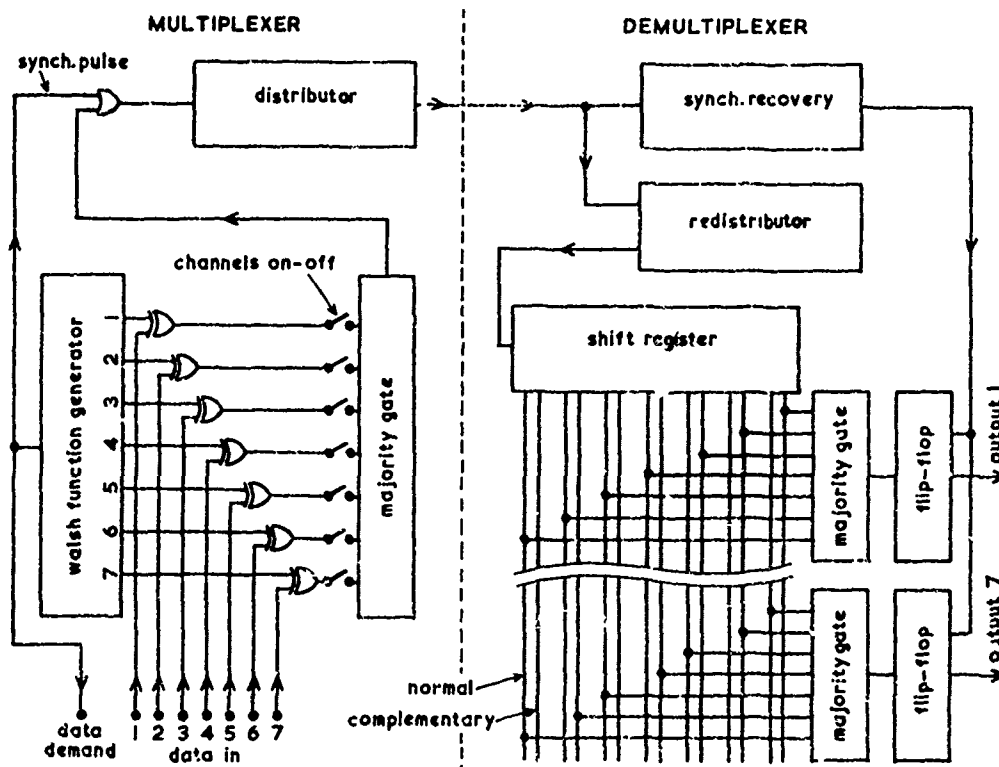 MULTIPLEXER
synch. pulse
distributor
channels on-off
walsh function generator
1
2
3
4
5
6
7
majority gate
data demand
1 2 3 4 5 6 7
data in
DEMULTIPLEXER
synch. recovery
redistributor
shift register
majority gate
flip-flop
output 1
majority gate
flip-flop
output 7
normal
complementary